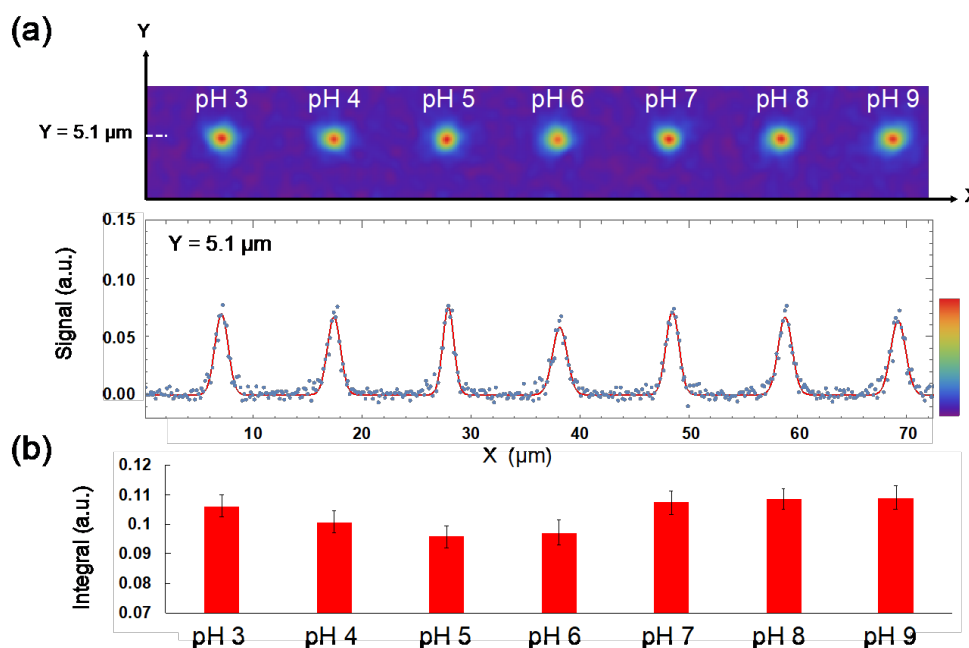 (a)
Y
pH 3 pH 4 pH 5 pH 6 pH 7 pH 8 pH 9
Y = 5.1 µm
X
0.15
Y = 5.1 µm
0.10
Signal (a.u.)
0.05
0.00
10 20 30 40 50 60 70
X (µm)
(b)
0.12
0.11
Integral (a.u.)
0.1
0.09
0.08
0.07
pH 3 pH 4 pH 5 pH 6 pH 7 pH 8 pH 9